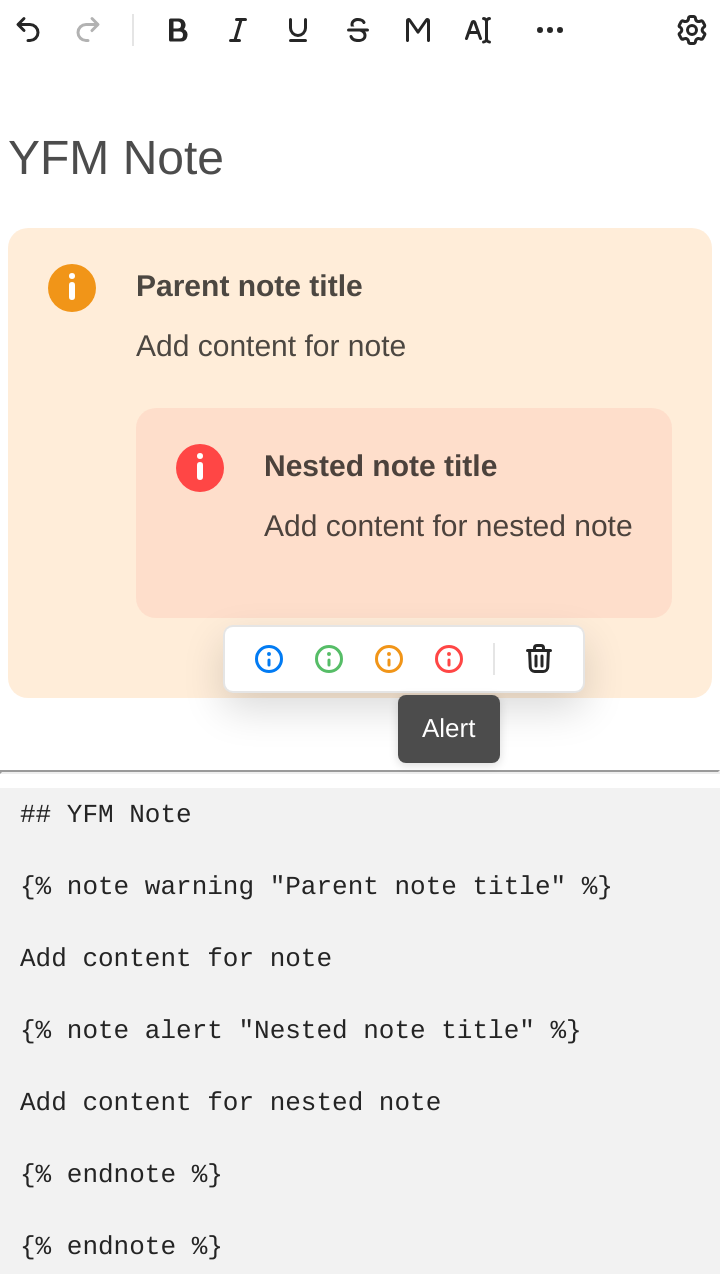 B I U S M AI
YFM Note
Parent note title
Add content for note
Nested note title
Add content for nested note
Alert
## YFM Note
{% note warning "Parent note title" %}
Add content for note
{% note alert "Nested note title" %}
Add content for nested note
{% endnote %}
{% endnote %}